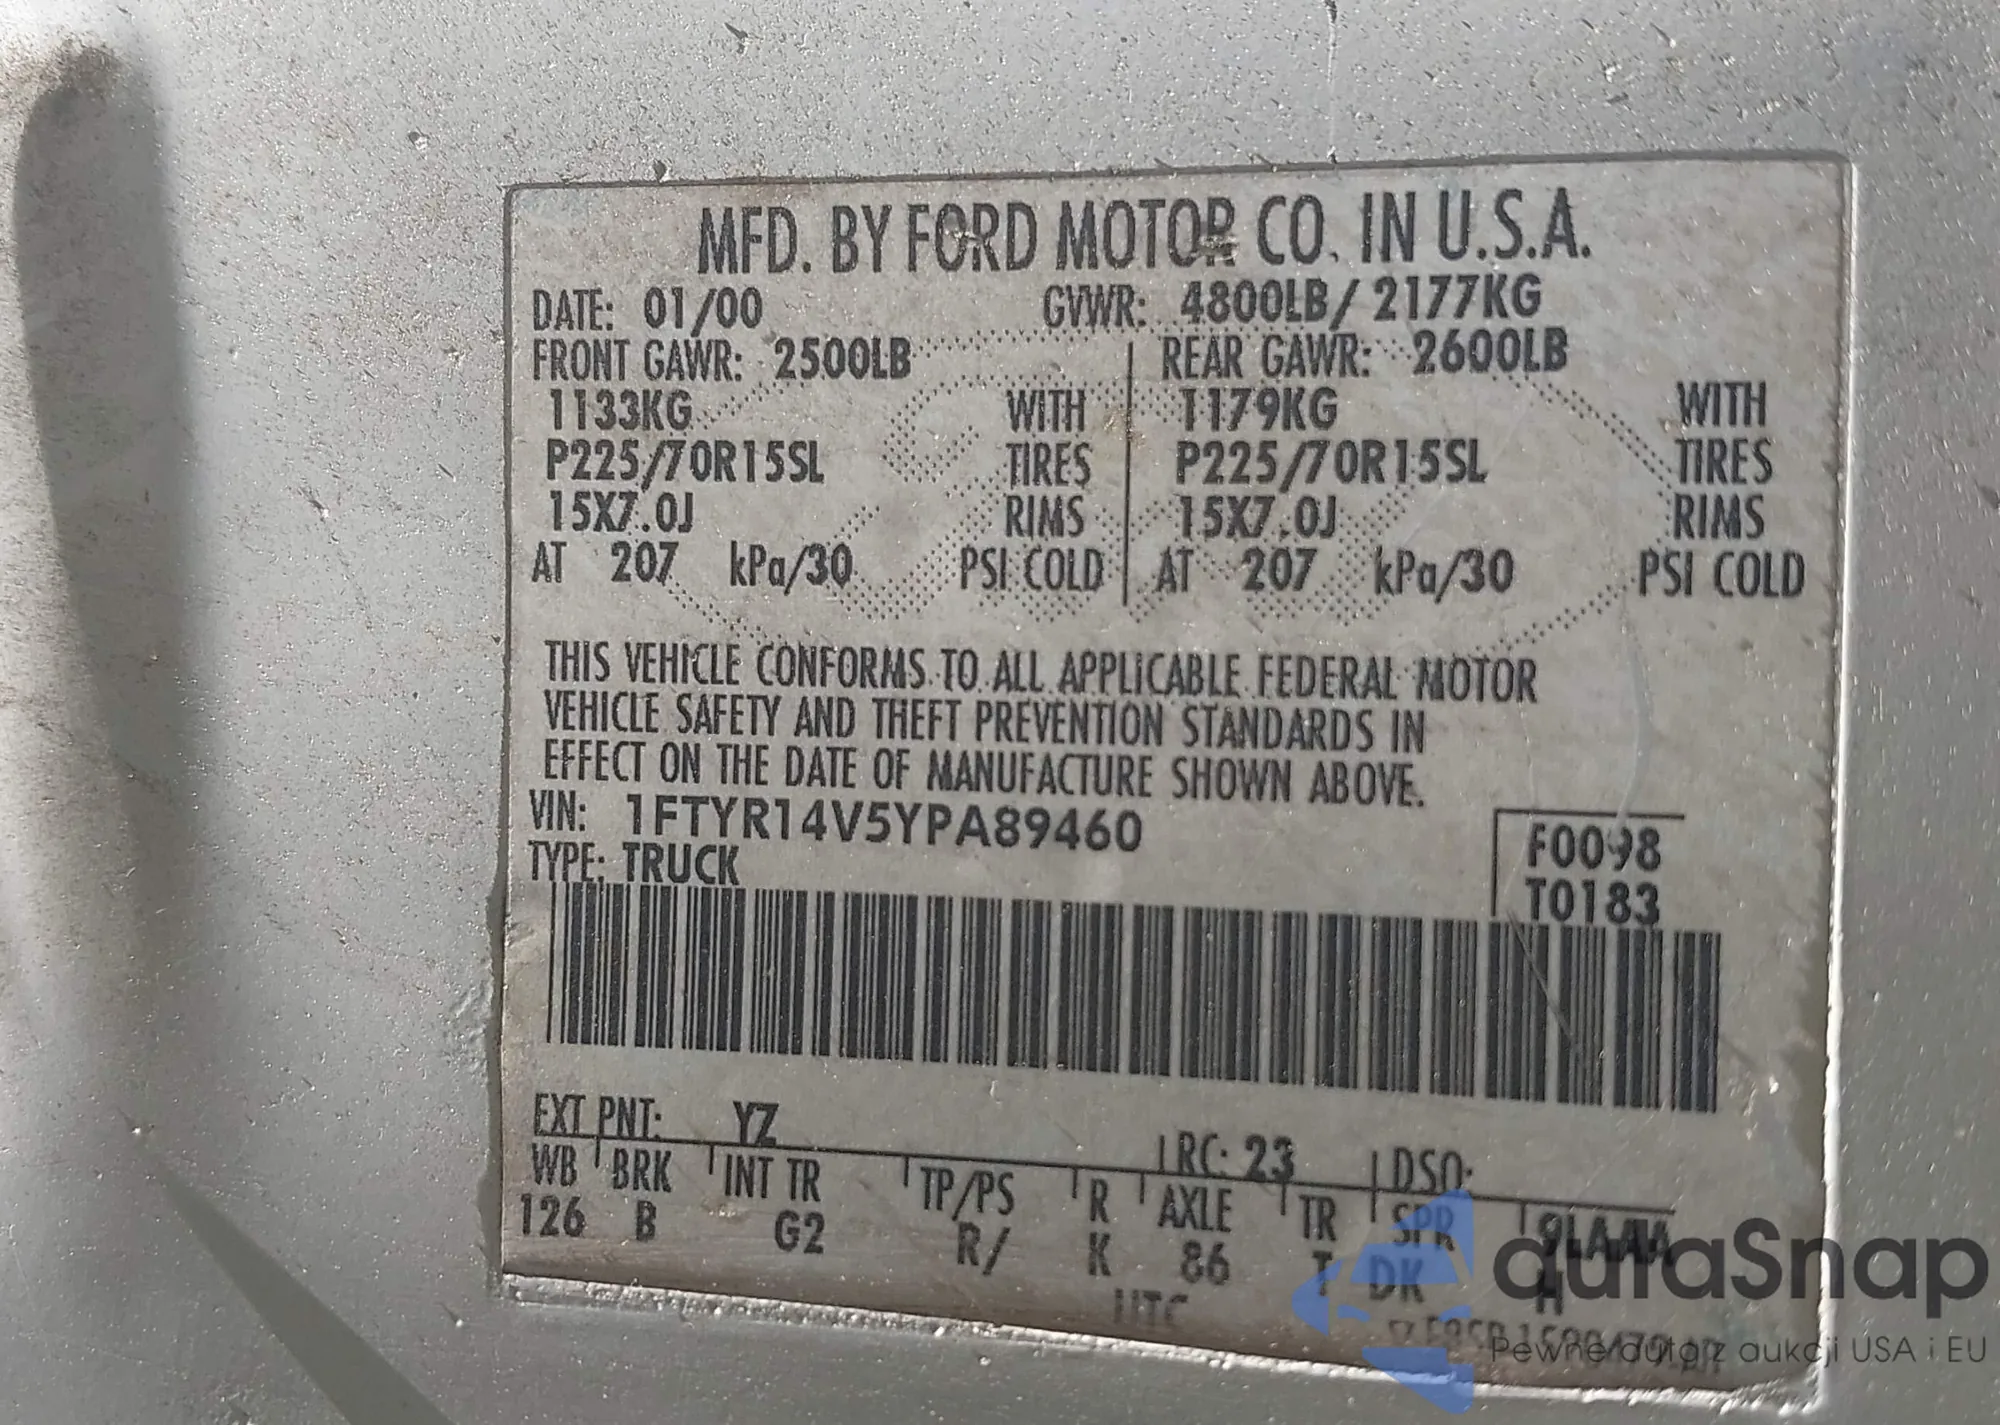 MFD. BY FORD MOTOR CO. IN U.S.A.
DATE: 01/00 GVWR: 4800LB/ 2177KG
FRONT GAWR: 2500LB REAR GAWR: 2600LB
1133KG WITH 1179KG WITH
P225/70R15SL TIRES P225/70R15SL TIRES
15X7.0J RIMS 15X7.0J RIMS
AT 207 kPa/30 PSI COLD AT 207 kPa/30 PSI COLD
THIS VEHICLE CONFORMS TO ALL APPLICABLE FEDERAL MOTOR
VEHICLE SAFETY AND THEFT PREVENTION STANDARDS IN
EFFECT ON THE DATE OF MANUFACTURE SHOWN ABOVE.
VIN: 1FTYR14V5YPA89460
TYPE: TRUCK
F0098
T0183
EXT PNT: YZ RC: 23 DSO:
WB BRK INT TR TP/PS R AXLE TR SPR
126 B G2 R/ K 86 T DK
UTC
autaSnap
Pewne auta z aukcji USA i EU